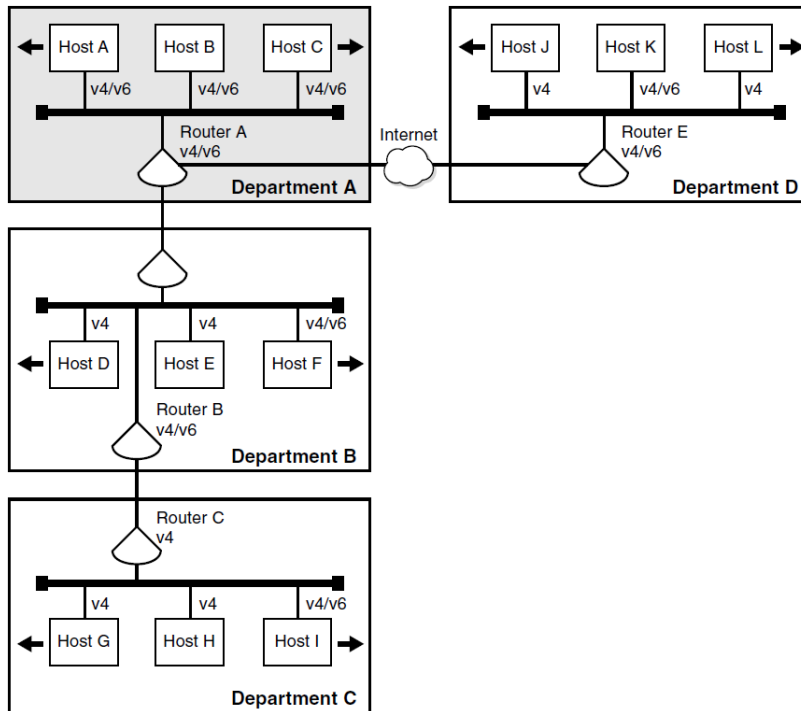 Host A
Host B
Host C
v4/v6
v4/v6
v4/v6
Router A
v4/v6
Department A
Internet
Host J
Host K
Host L
v4
v4/v6
v4
Router E
v4/v6
Department D
v4
v4
v4/v6
Host D
Host E
Host F
Router B
v4/v6
Department B
Router C
v4
v4
v4
v4/v6
Host G
Host H
Host I
Department C